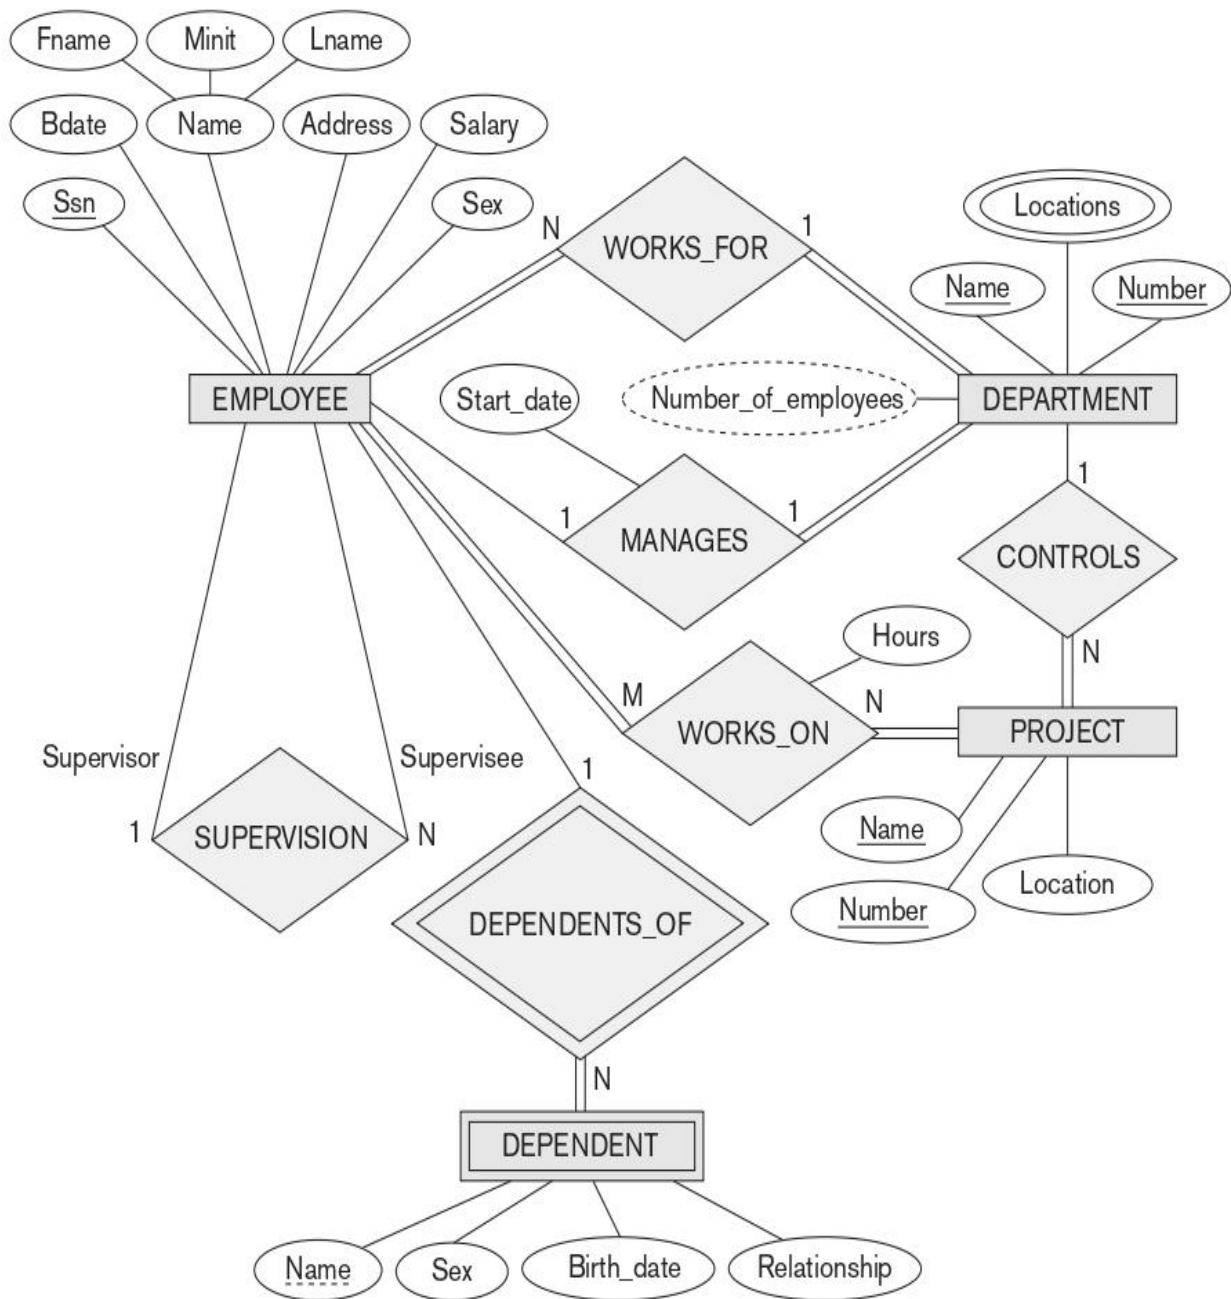 Fname
Minit
Lname
Bdate
Name
Address
Salary
Ssn
Sex
N
WORKS_FOR
1
Locations
Name
Number
EMPLOYEE
Start_date
Number_of_employees
DEPARTMENT
1
MANAGES
1
1
CONTROLS
N
Hours
M
WORKS_ON
N
PROJECT
Supervisor
Supervisee
1
SUPERVISION
N
1
Name
Number
Location
DEPENDENTS_OF
N
DEPENDENT
Name
Sex
Birth_date
Relationship